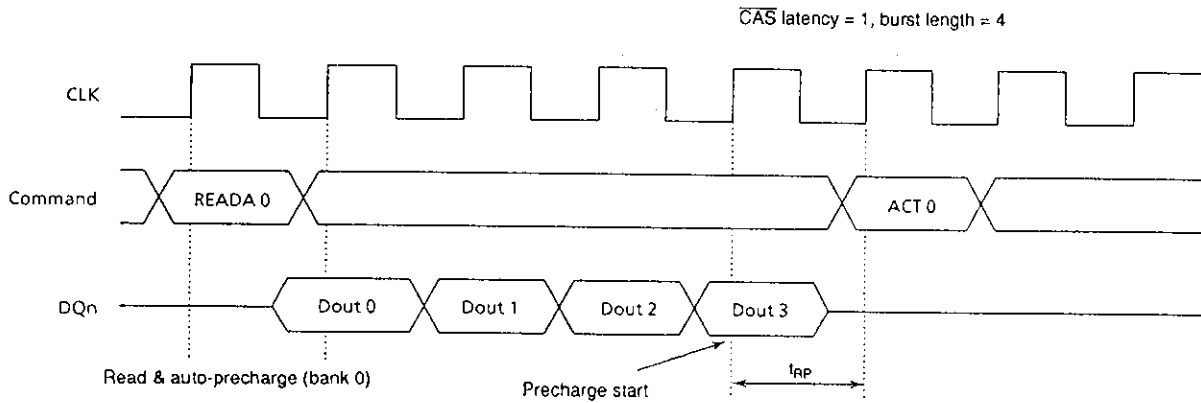 CAS latency = 1, burst length = 4
CLK
Command
READA 0
ACT 0
DQn
Dout 0
Dout 1
Dout 2
Dout 3
Read & auto-precharge (bank 0)
Precharge start
tRP